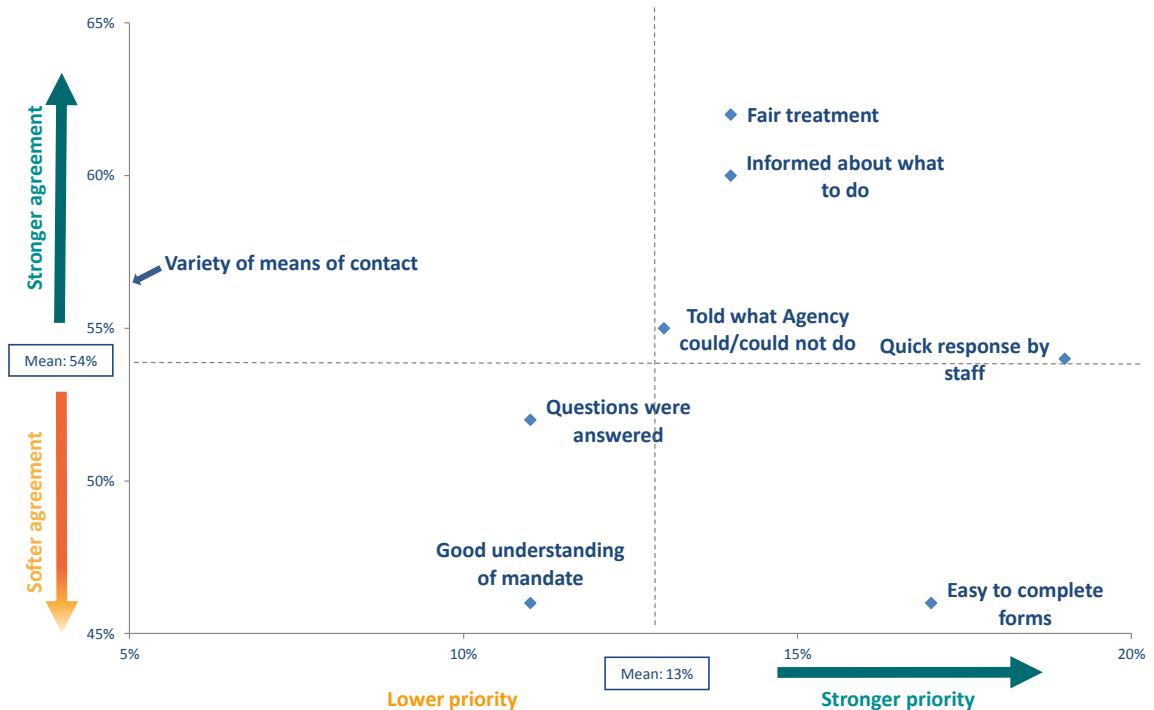 65%
Fair treatment
Informed about what
to do
60%
Stronger agreement
Variety of means of contact
55%
Told what Agency
could/could not do
Quick response by
staff
Mean: 54%
Questions were
answered
50%
Softer agreement
Good understanding
of mandate
Easy to complete
forms
45%
5%
10%
15%
20%
Mean: 13%
Lower priority
Stronger priority